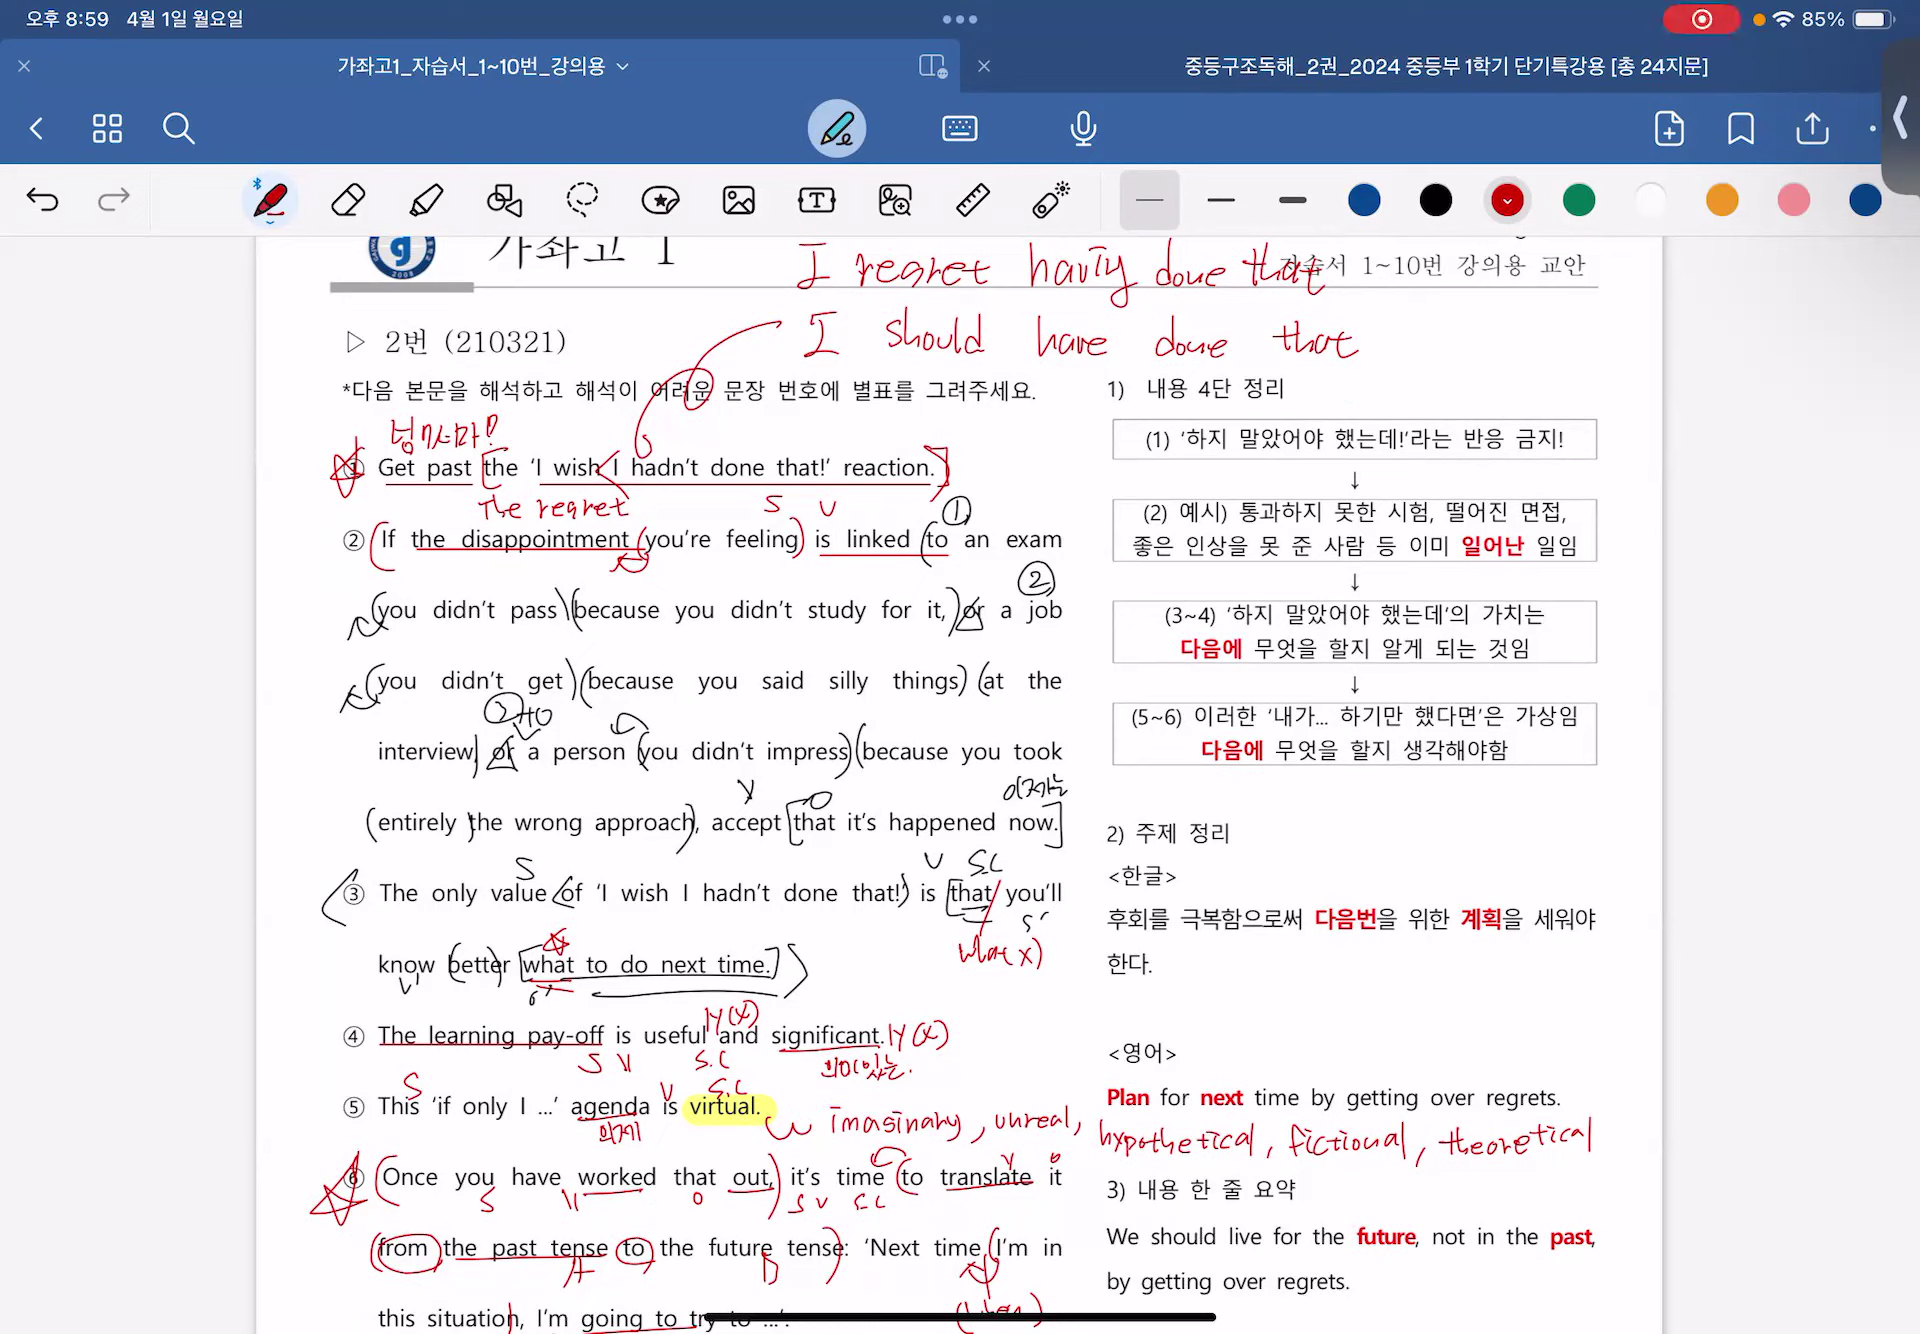 오후 8:59 4월 1일 월요일
85%
가좌고1_자습서_1~10번_강의용
중등구조독해_2권_2024 중등부 1학기 단기특강용 [총 24지문]
가좌고 1
자습서 1~10번 강의용 교안
I regret having done that
I should have done that
▷ 2번 (210321)
*다음 본문을 해석하고 해석이 어려운 문장 번호에 별표를 그려주세요.
넘어서라!
① Get past the ‘I wish I hadn’t done that!’ reaction.
The regret S V ①
② If the disappointment you’re feeling is linked to an exam
②
you didn’t pass because you didn’t study for it, or a job
you didn’t get because you said silly things at the
③ to
interview, or a person you didn’t impress because you took
V O 이제는
entirely the wrong approach, accept that it’s happened now.
S V S.C
③ The only value of ‘I wish I hadn’t done that!’ is that you’ll
S' what(x)
know better what to do next time.
V' o'
ly(x)
④ The learning pay-off is useful and significant. ly(x)
S V S.C 의미있는.
S V S.C
⑤ This ‘if only I ...’ agenda is virtual.
의제
imaginary, unreal, hypothetical, fictional, theoretical
V o
⑥ Once you have worked that out, it’s time to translate it
S V O S V S.C
from the past tense to the future tense: ‘Next time I’m in
A B
(when)
this situation, I’m going to try to ...’.
1) 내용 4단 정리
(1) ‘하지 말았어야 했는데!’라는 반응 금지!
↓
(2) 예시) 통과하지 못한 시험, 떨어진 면접,
좋은 인상을 못 준 사람 등 이미 일어난 일임
↓
(3~4) ‘하지 말았어야 했는데’의 가치는
다음에 무엇을 할지 알게 되는 것임
↓
(5~6) 이러한 ‘내가... 하기만 했다면’은 가상임
다음에 무엇을 할지 생각해야함
2) 주제 정리
<한글>
후회를 극복함으로써 다음번을 위한 계획을 세워야
한다.
<영어>
Plan for next time by getting over regrets.
3) 내용 한 줄 요약
We should live for the future, not in the past,
by getting over regrets.